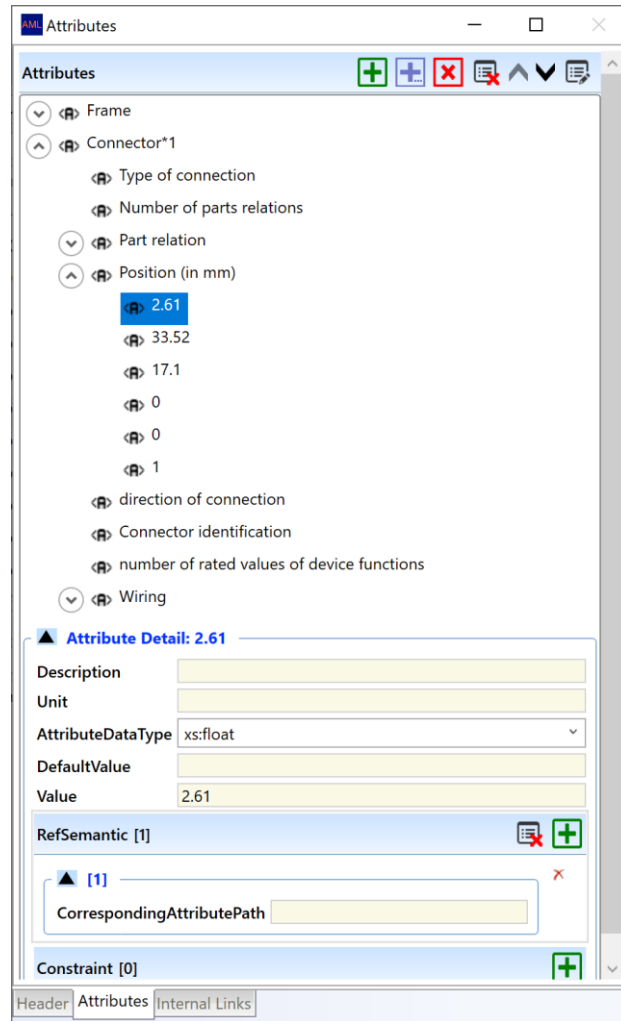 AML Attributes
Attributes
Frame
Connector*1
Type of connection
Number of parts relations
Part relation
Position (in mm)
2.61
33.52
17.1
0
0
1
direction of connection
Connector identification
number of rated values of device functions
Wiring
Attribute Detail: 2.61
Description
Unit
AttributeDataType xs:float
DefaultValue
Value 2.61
RefSemantic [1]
[1]
CorrespondingAttributePath
Constraint [0]
Header Attributes Internal Links